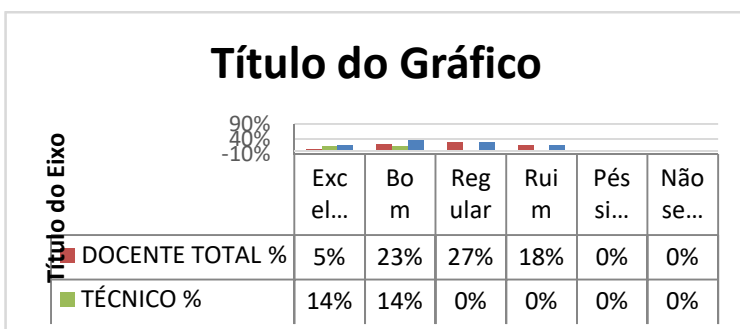 Título do Gráfico
Título do Eixo
90%
40%
-10%
Exc el... Bo m Reg ular Rui m Pés si... Não se...
DOCENTE TOTAL % 5% 23% 27% 18% 0% 0%
TÉCNICO % 14% 14% 0% 0% 0% 0%